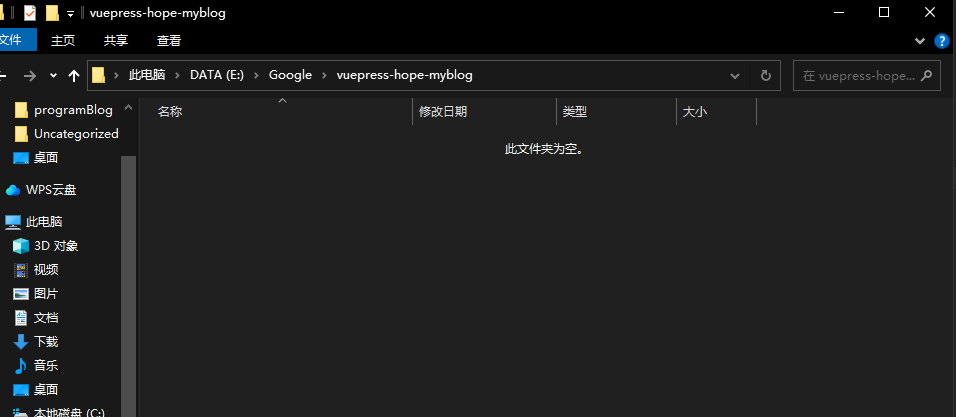 vuepress-hope-myblog
文件 主页 共享 查看
此电脑 DATA (E:) Google vuepress-hope-myblog 在 vuepress-hope...
名称 修改日期 类型 大小
此文件夹为空。
programBlog
Uncategorized
桌面
WPS云盘
此电脑
3D 对象
视频
图片
文档
下载
音乐
桌面
本地磁盘 (C:)